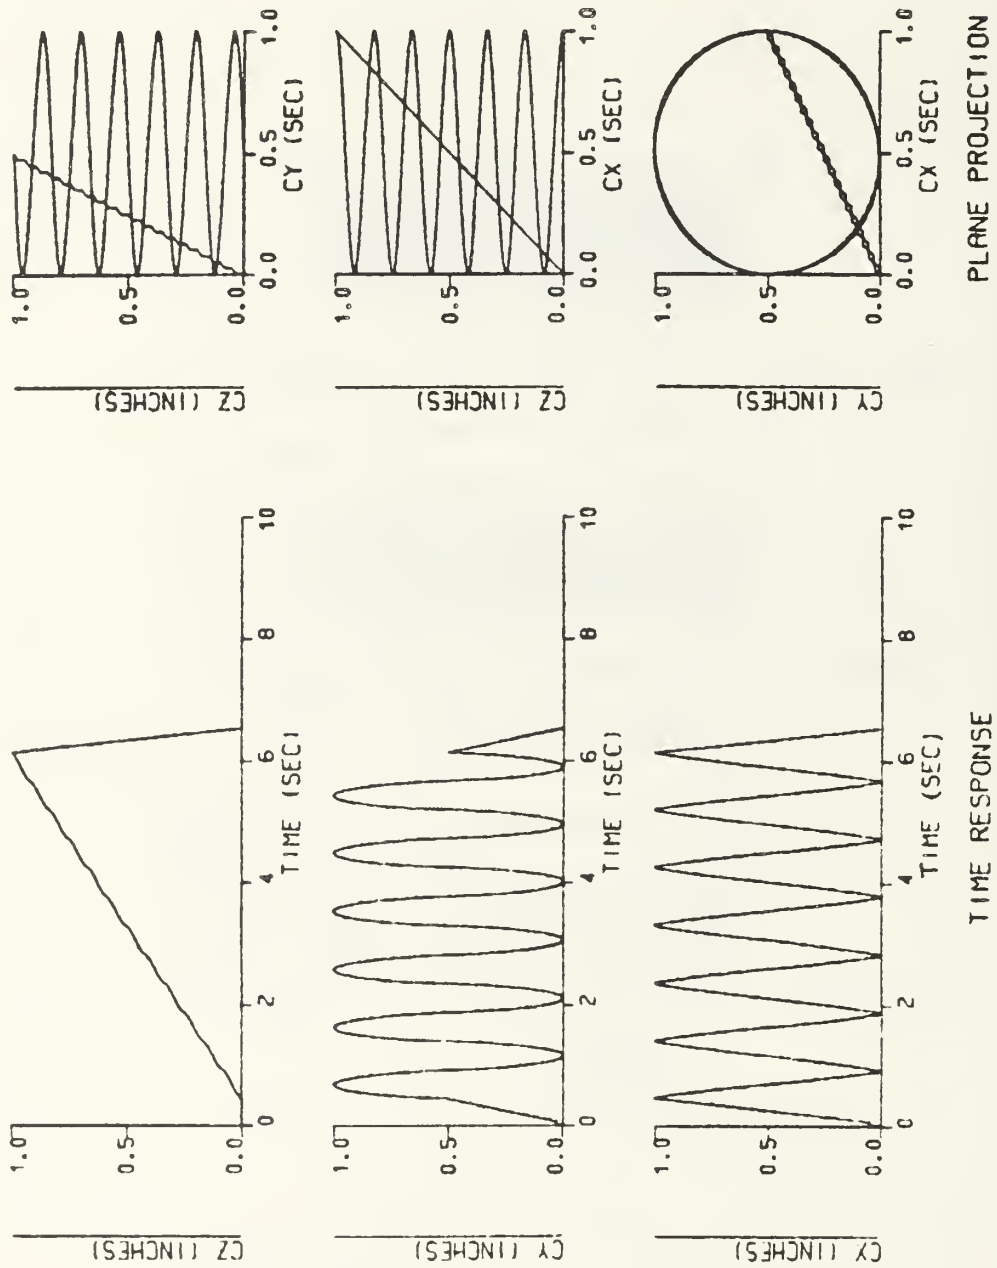 CZ (INCHES)
1.0
0.5
0.0
0.0 0.5 1.0
CY (SEC)
CZ (INCHES)
1.0
0.5
0.0
0.0 0.5 1.0
CX (SEC)
CY (INCHES)
1.0
0.5
0.0
0.0 0.5 1.0
CX (SEC)
PLANE PROJECTION
CZ (INCHES)
1.0
0.5
0.0
0 2 4 6 8 10
TIME (SEC)
CY (INCHES)
1.0
0.5
0.0
0 2 4 6 8 10
TIME (SEC)
CX (INCHES)
1.0
0.5
0.0
0 2 4 6 8 10
TIME (SEC)
TIME RESPONSE